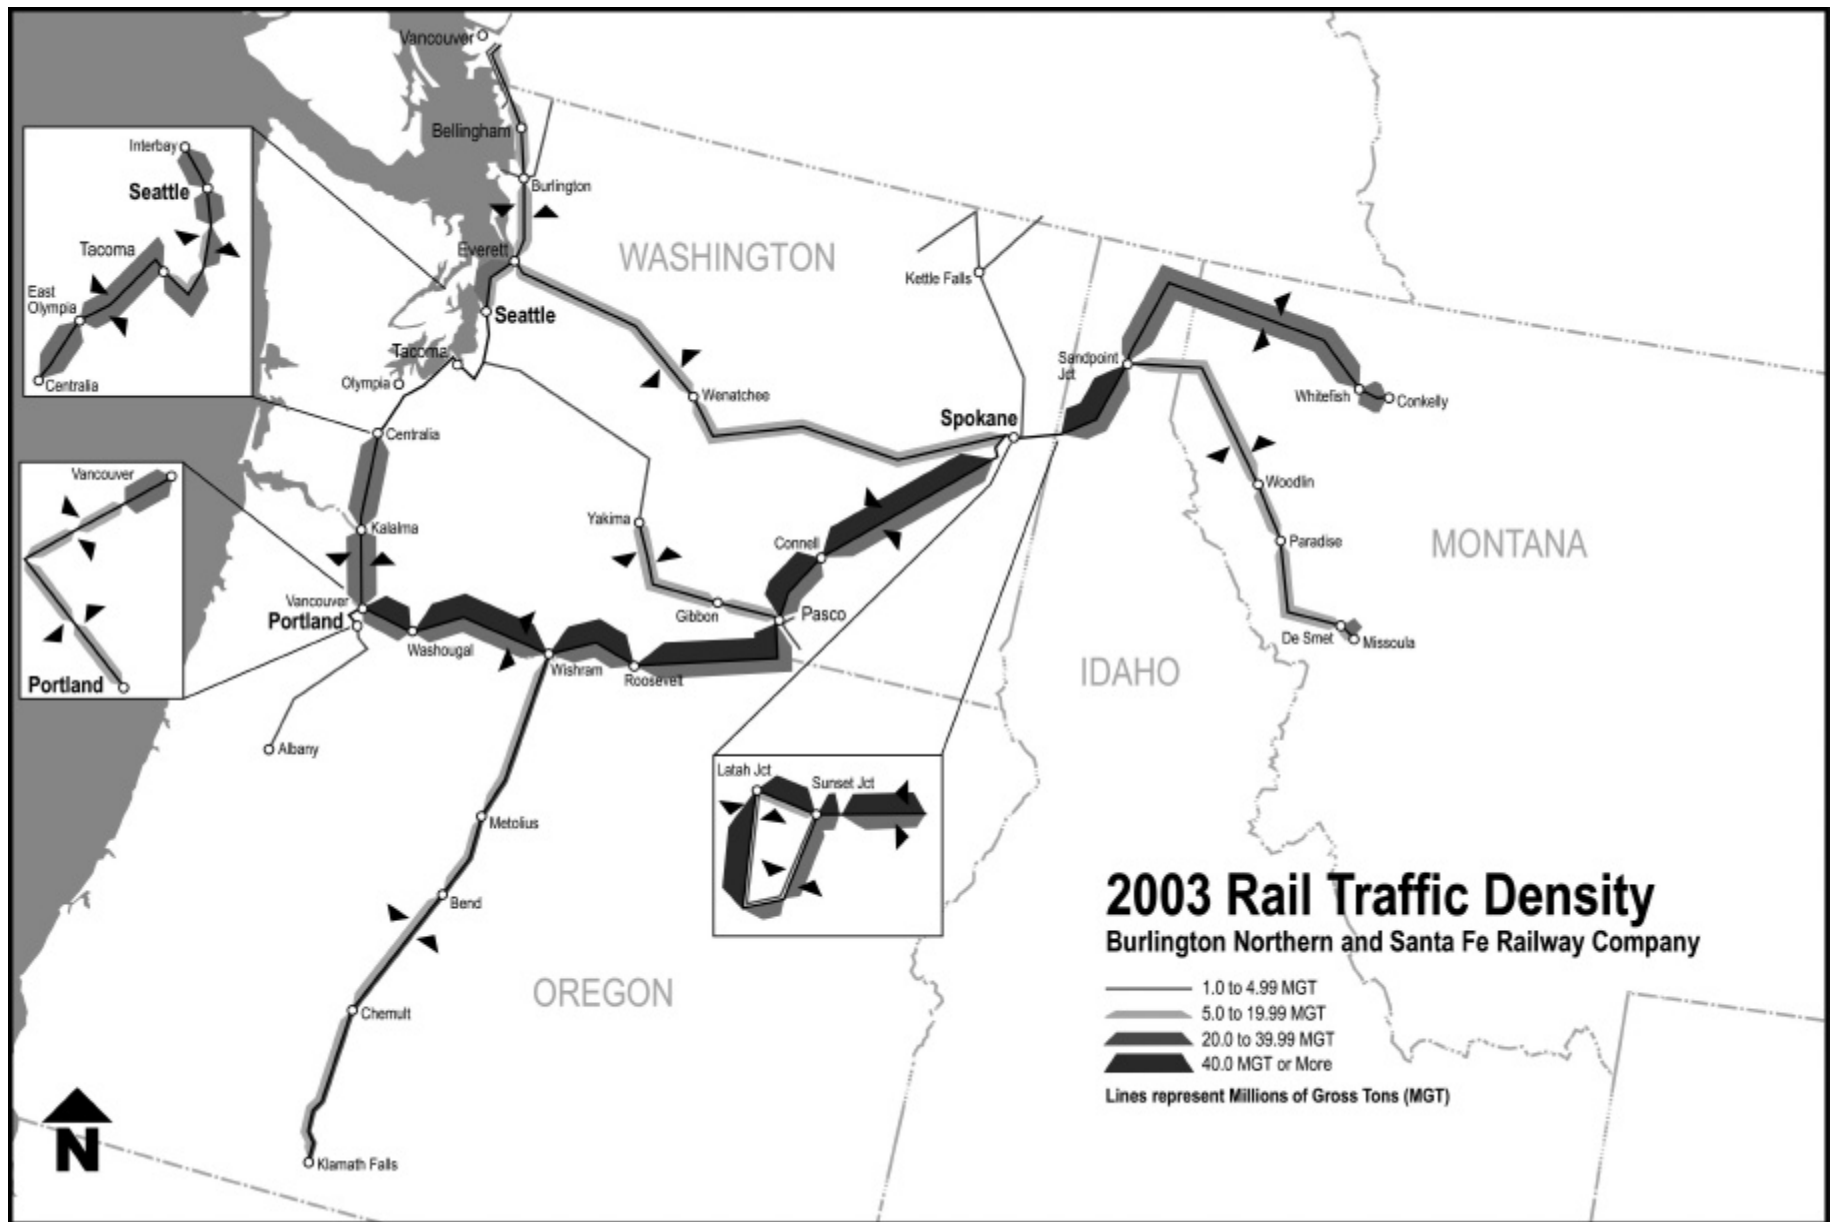 Vancouver
Bellingham
Burlington
Everett
WASHINGTON
Kettle Falls
Seattle
Tacoma
Olympia
Wenatchee
Spokane
Sandpoint
Jct
Whitefish
Conkelly
Centralia
Kalalma
Yakima
Connell
Woodlin
Paradise
MONTANA
Vancouver
Portland
Washougal
Wishram
Roosevelt
Gibbon
Pasco
De Smet
Missoula
IDAHO
Albany
Metolius
Bend
OREGON
Chemult
Klamath Falls
Interbay
Seattle
Tacoma
East
Olympia
Centralia
Vancouver
Portland
Latah Jct
Sunset Jct
2003 Rail Traffic Density
Burlington Northern and Santa Fe Railway Company
1.0 to 4.99 MGT
5.0 to 19.99 MGT
20.0 to 39.99 MGT
40.0 MGT or More
Lines represent Millions of Gross Tons (MGT)
N